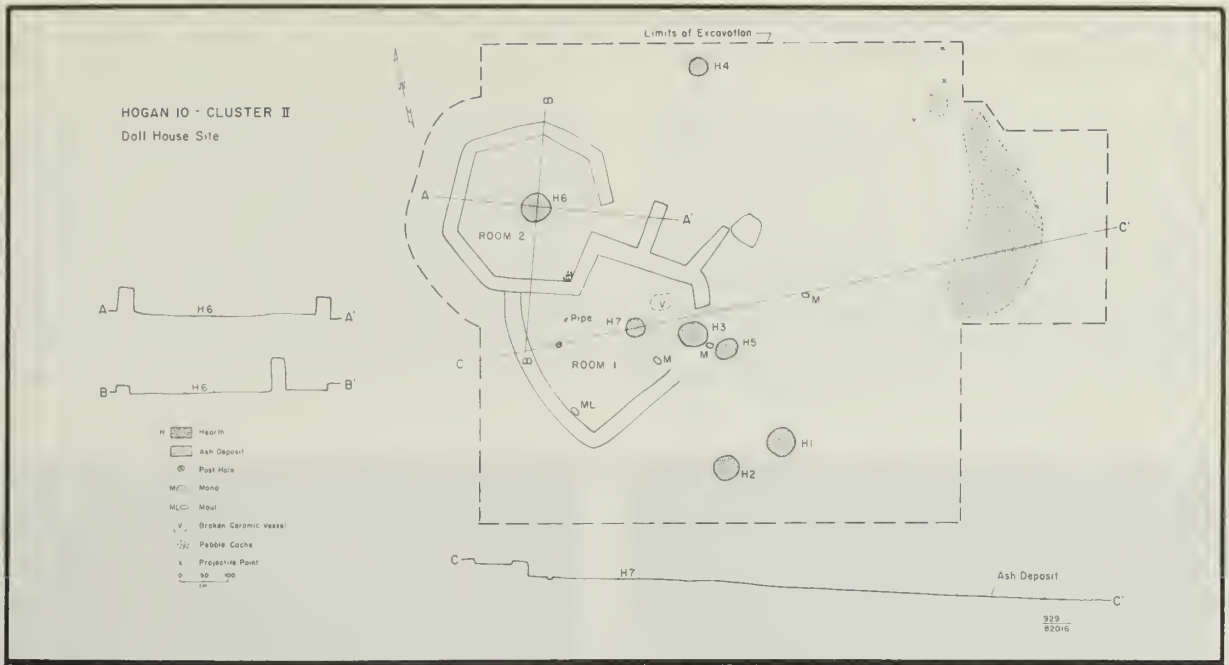 Limits of Excavation
H4
HOGAN 10 - CLUSTER II
Doll House Site
N
B
A
H6
A'
ROOM 2
C'
V
M
Pipe
H7
H3
M
H5
C
B'
ROOM 1
M
ML
H1
H2
A H6 A'
B H6 B'
H Hearth
Ash Deposit
Post Hole
M Mano
ML Maul
V Broken Ceramic Vessel
Pebble Cache
x Projectile Point
0 50 100
cm
C H7 Ash Deposit C'
929
82016